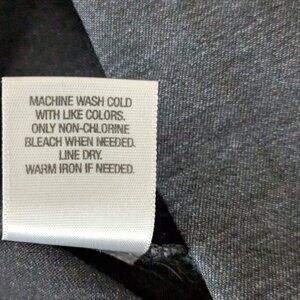 MACHINE WASH COLD
WITH LIKE COLORS.
ONLY NON-CHLORINE
BLEACH WHEN NEEDED.
LINE DRY.
WARM IRON IF NEEDED.